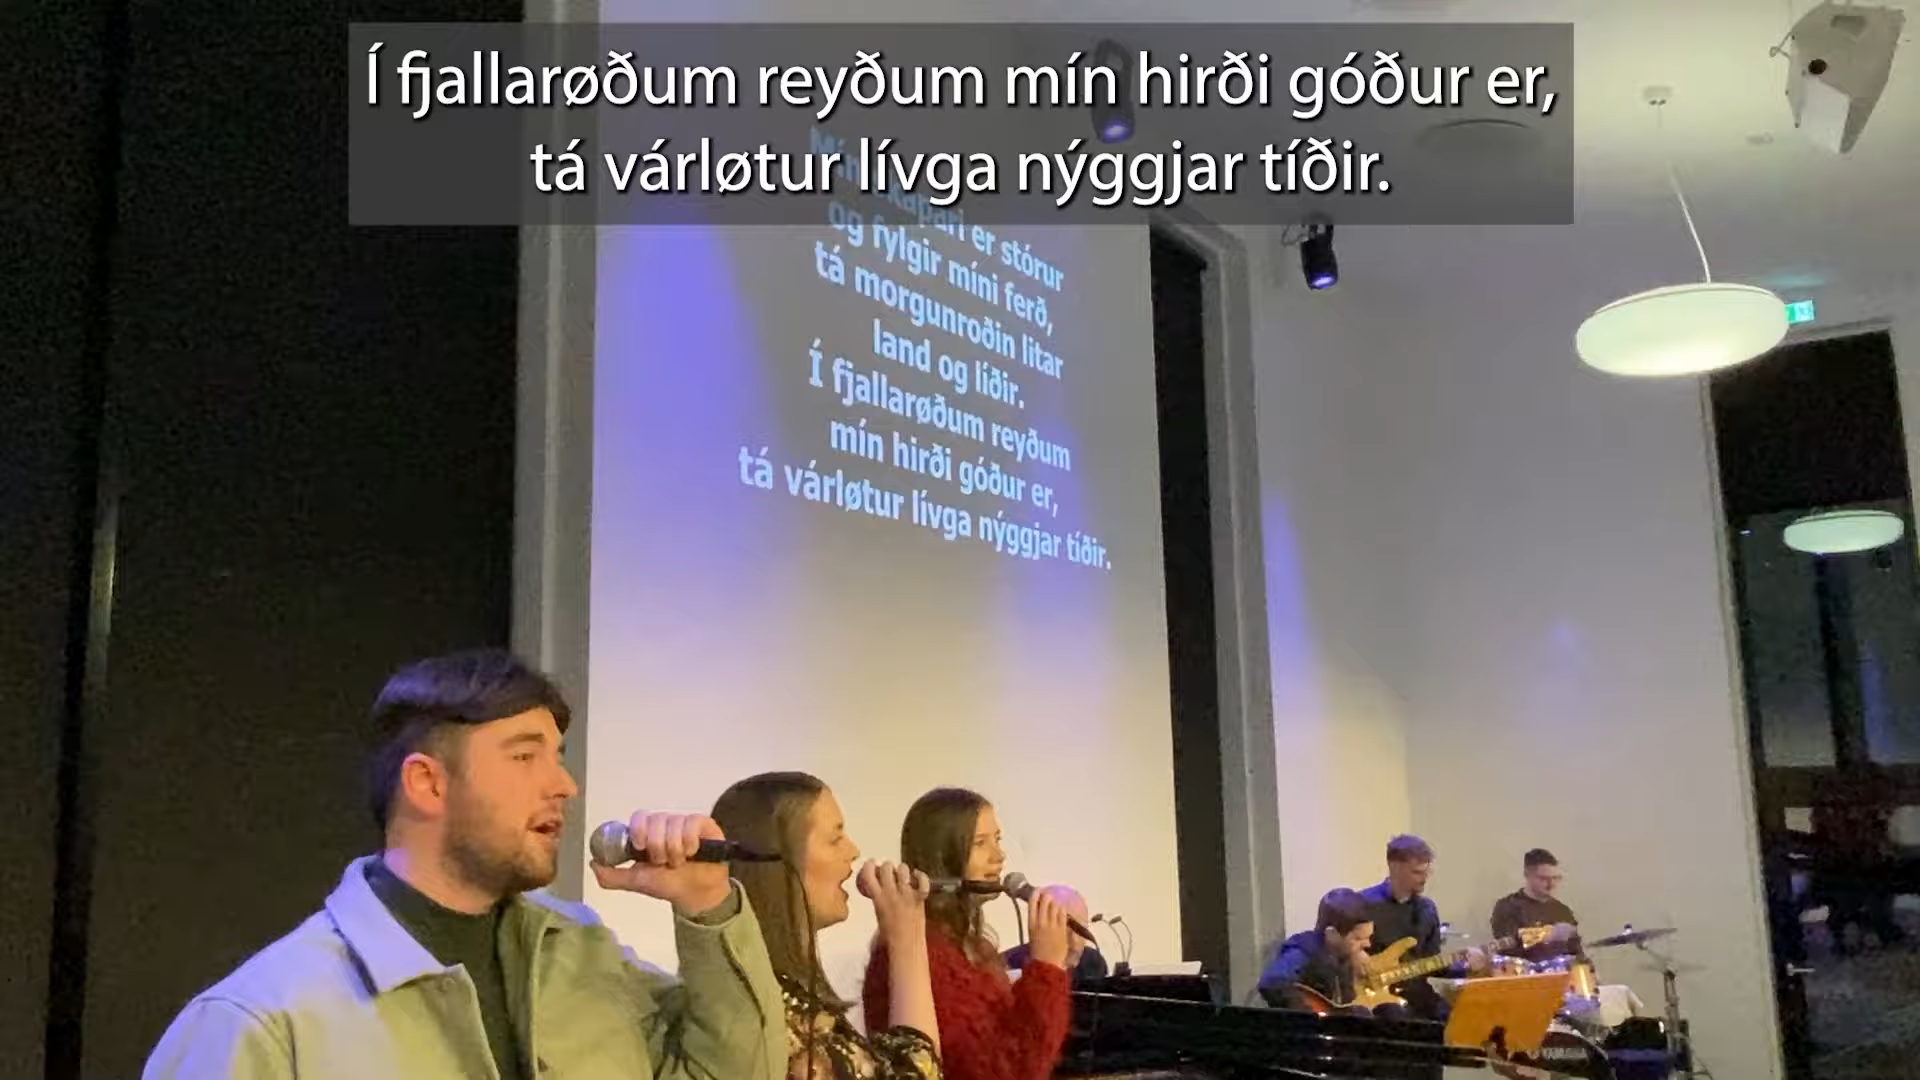 Í fjallarøðum reyðum mín hirði góður er,
tá várløtur lívga nýggjar tíðir.
er stórur
og fylgir míni ferð,
tá morgunroðin litar
land og líðir.
Í fjallarøðum reyðum
mín hirði góður er,
tá várløtur lívga nýggjar tíðir.
YAMAHA